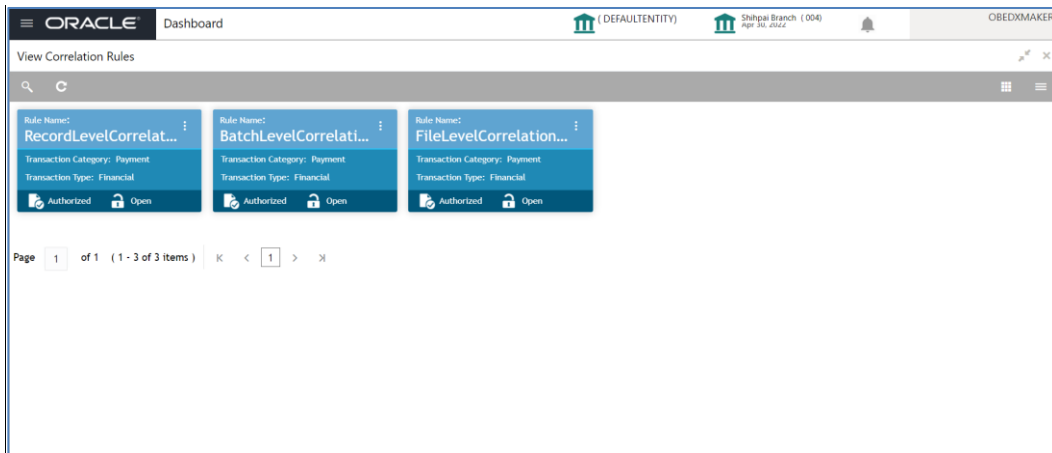 ORACLE Dashboard ( DEFAULTENTITY) Shihpai Branch ( 004) OBEDXMAKER
Apr 30, 2022
View Correlation Rules
Rule Name: Rule Name: Rule Name:
RecordLevelCorrelat... BatchLevelCorrelati... FileLevelCorrelation...
Transaction Category: Payment Transaction Category: Payment Transaction Category: Payment
Transaction Type: Financial Transaction Type: Financial Transaction Type: Financial
Authorized Open Authorized Open Authorized Open
Page 1 of 1 ( 1 - 3 of 3 items ) 1